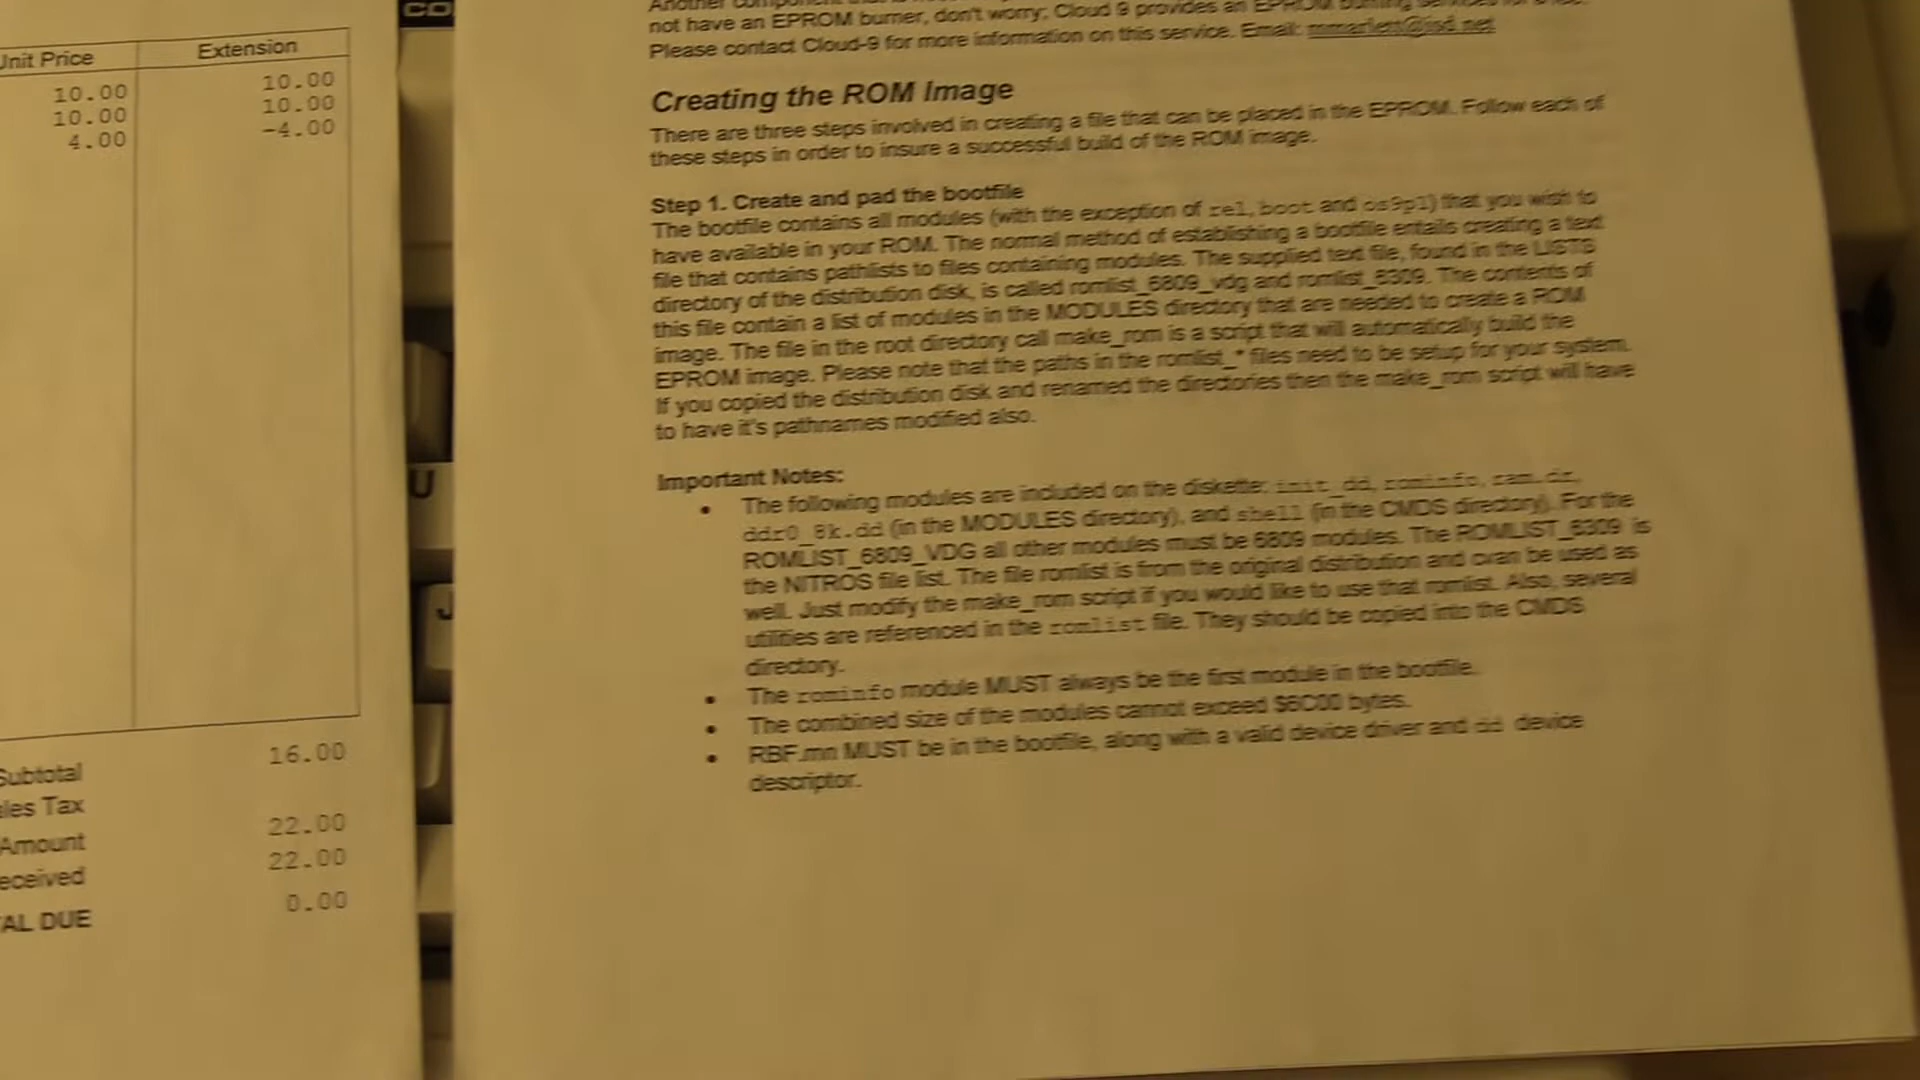 Unit Price Extension
10.00 10.00
10.00 10.00
4.00 -4.00
Subtotal 16.00
les Tax
Amount 22.00
eceived 22.00
AL DUE 0.00
CO
U
J
not have an EPROM burner, don't worry; Cloud 9 provides an EPROM
Please contact Cloud-9 for more information on this service. Email:
Creating the ROM Image
There are three steps involved in creating a file that can be placed in the EPROM. Follow each of
these steps in order to insure a successful build of the ROM image.
Step 1. Create and pad the bootfile
The bootfile contains all modules (with the exception of rel, boot and os9p1) that you wish to
have available in your ROM. The normal method of establishing a bootfile entails creating a text
file that contains pathlists to files containing modules. The supplied text file, found in the LISTS
directory of the distribution disk, is called romlist_6809_vdg and romlist_6309. The contents of
this file contain a list of modules in the MODULES directory that are needed to create a ROM
image. The file in the root directory call make_rom is a script that will automatically build the
EPROM image. Please note that the paths in the romlist_* files need to be setup for your system.
If you copied the distribution disk and renamed the directories then the make_rom script will have
to have it's pathnames modified also.
Important Notes:
• The following modules are included on the diskette: init_dd, rominfo, ram.dr,
ddr0_8k.dd (in the MODULES directory), and shell (in the CMDS directory). For the
ROMLIST_6809_VDG all other modules must be 6809 modules. The ROMLIST_6309 is
the NITROS file list. The file romlist is from the original distribution and cvan be used as
well. Just modify the make_rom script if you would like to use that romlist. Also, several
utilities are referenced in the romlist file. They should be copied into the CMDS
directory.
• The rominfo module MUST always be the first module in the bootfile.
• The combined size of the modules cannot exceed $6C00 bytes.
• RBF.mn MUST be in the bootfile, along with a valid device driver and dd device
descriptor.